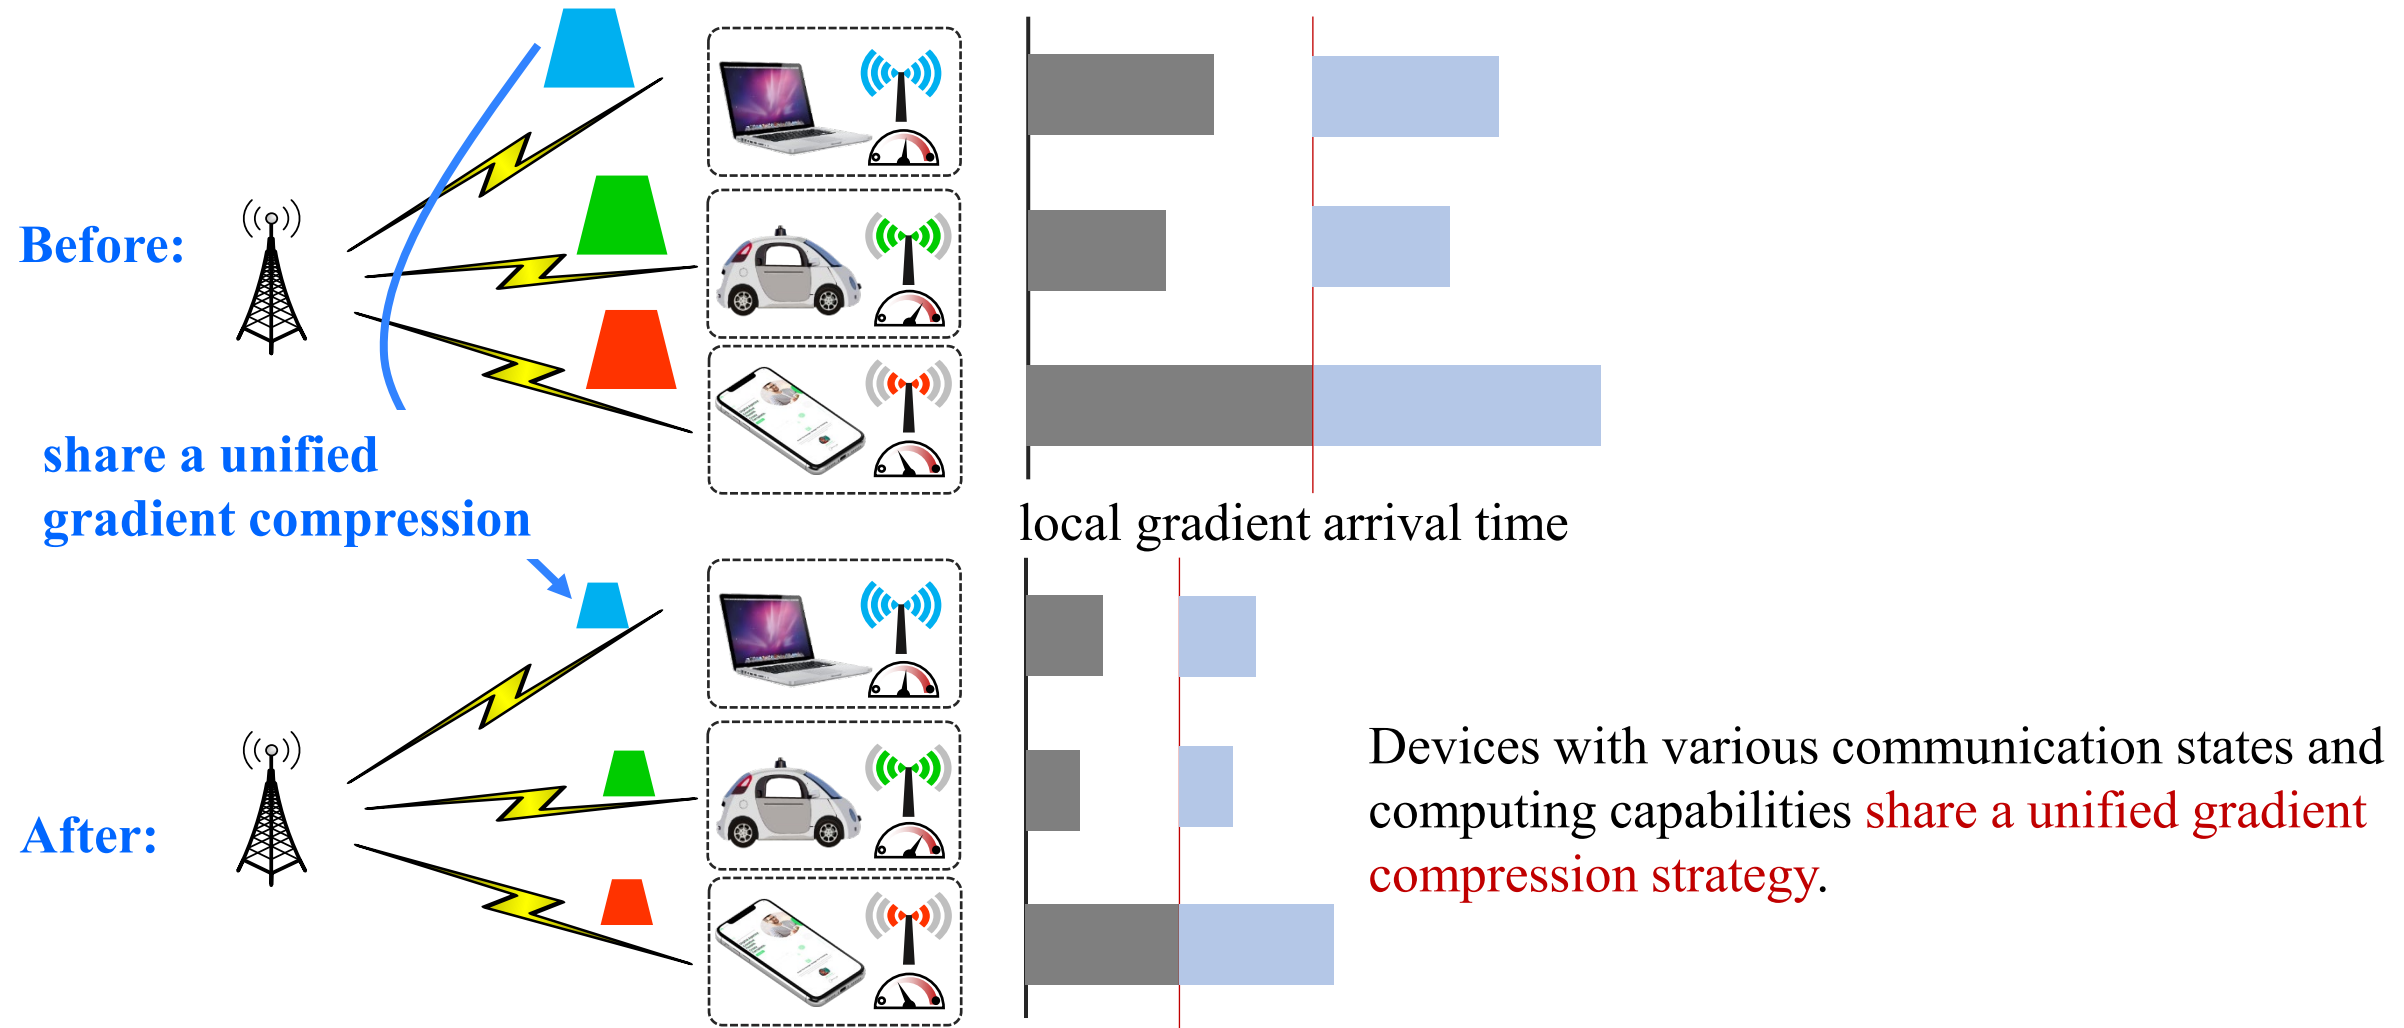 Before:
share a unified
gradient compression
local gradient arrival time
After:
Devices with various communication states and
computing capabilities share a unified gradient
compression strategy.